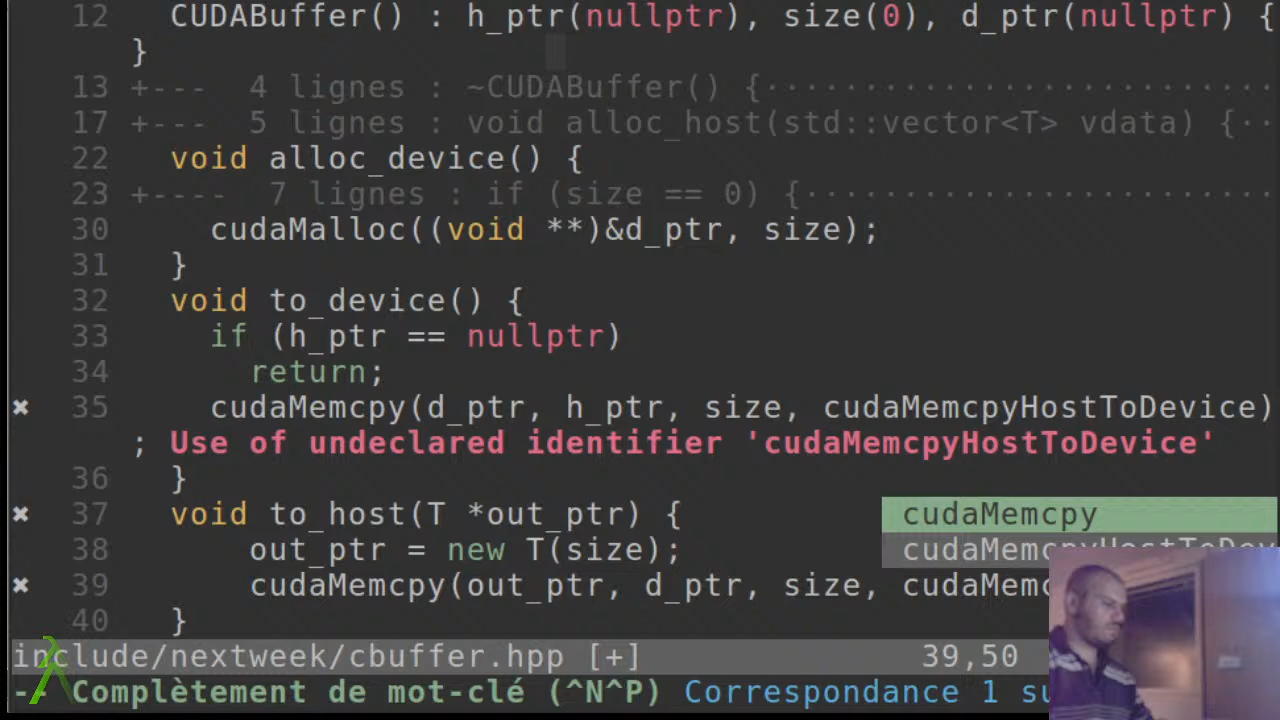 12 CUDABuffer() : h_ptr(nullptr), size(0), d_ptr(nullptr) {
}
13 +--- 4 lignes : ~CUDABuffer() {·························
17 +--- 5 lignes : void alloc_host(std::vector<T> vdata) {··
22 void alloc_device() {
23 +---- 7 lignes : if (size == 0) {························
30 cudaMalloc((void **)&d_ptr, size);
31 }
32 void to_device() {
33 if (h_ptr == nullptr)
34 return;
✖ 35 cudaMemcpy(d_ptr, h_ptr, size, cudaMemcpyHostToDevice)
; Use of undeclared identifier 'cudaMemcpyHostToDevice'
36 }
✖ 37 void to_host(T *out_ptr) { cudaMemcpy
38 out_ptr = new T(size); cudaMemcpyHostToDev
✖ 39 cudaMemcpy(out_ptr, d_ptr, size, cudaMemc
40 }
include/nextweek/cbuffer.hpp [+] 39,50
-- Complètement de mot-clé (^N^P) Correspondance 1 su